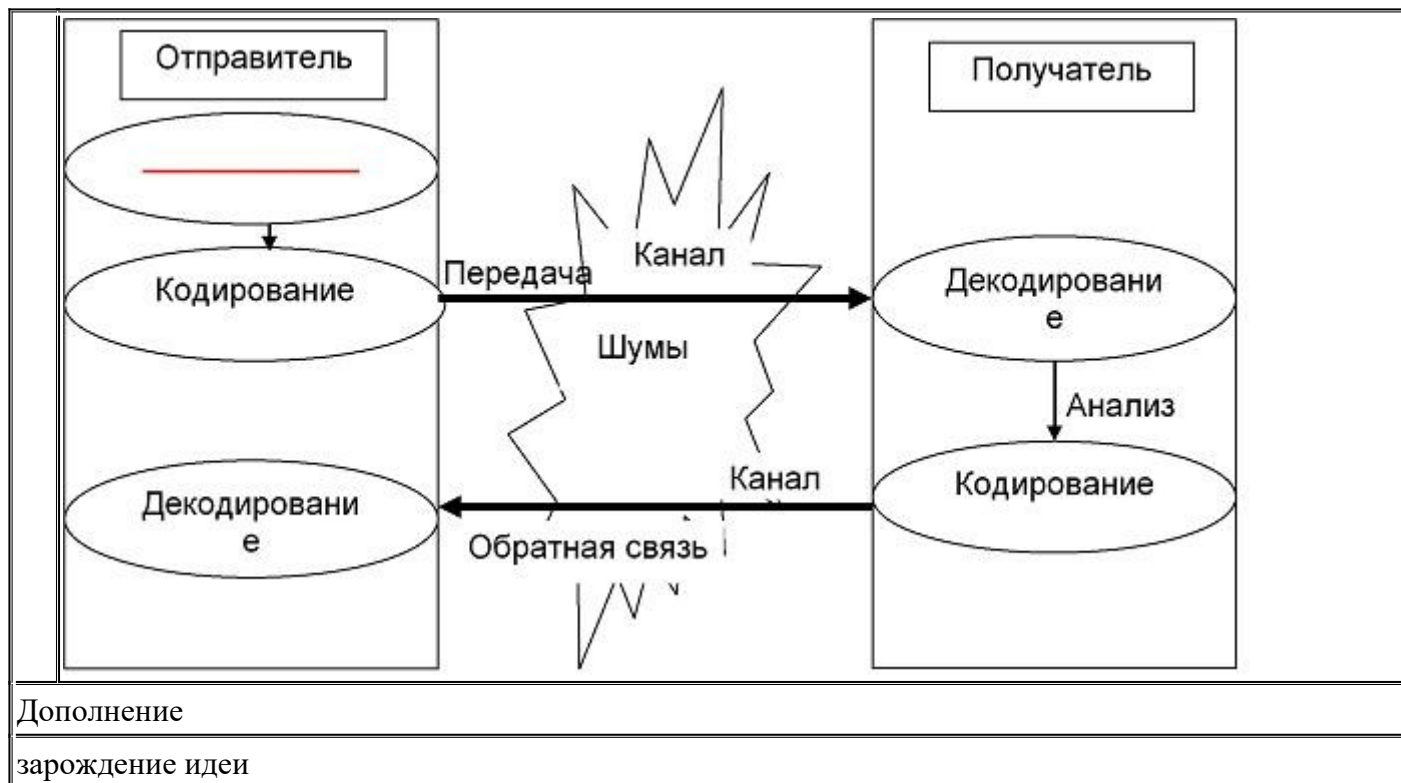 Отправитель
Получатель
Кодирование
Передача
Канал
Шумы
Декодировани
е
Анализ
Кодирование
Канал
Обратная связь
Декодировани
е
Дополнение
зарождение идеи